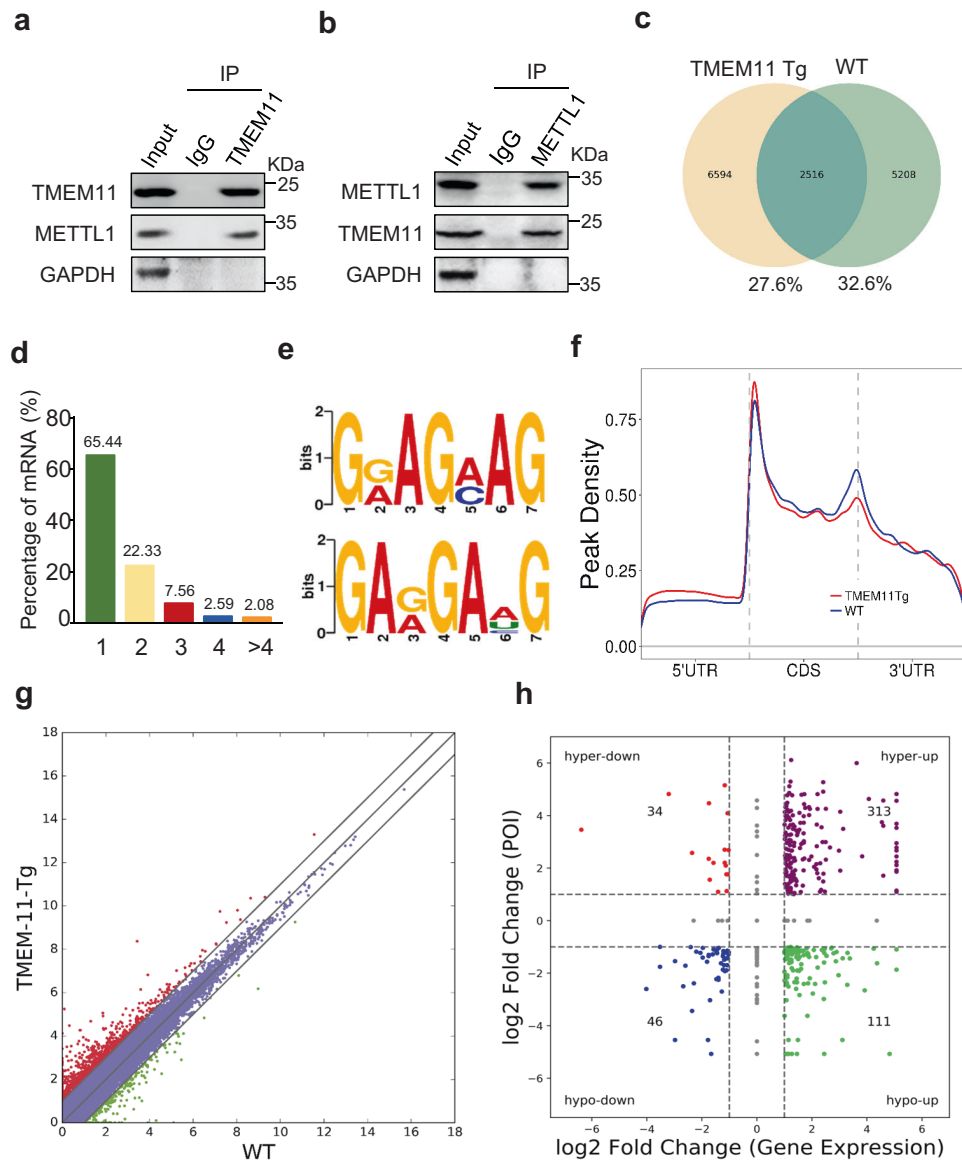 a
IP
Input
IgG
TMEM11
KDa
TMEM11
25
METTL1
35
GAPDH
35
b
IP
Input
IgG
METTL1
KDa
METTL1
35
TMEM11
25
GAPDH
35
c
TMEM11 Tg
WT
6594
2516
5208
27.6%
32.6%
d
Percentage of mRNA (%)
80
60
40
20
0
65.44
22.33
7.56
2.59
2.08
1
2
3
4
>4
e
bits
2
1
0
G G A G A A G
A C
1 2 3 4 5 6 7
bits
2
1
0
G A G G A A G
A U
1 2 3 4 5 6 7
f
Peak Density
0.75
0.50
0.25
0.00
TMEM11Tg
WT
5'UTR
CDS
3'UTR
g
TMEM-11-Tg
18
16
14
12
10
8
6
4
2
0
0 2 4 6 8 10 12 14 16 18
WT
h
log2 Fold Change (POI)
6
4
2
0
−2
−4
−6
hyper-down
hyper-up
34
313
46
111
hypo-down
hypo-up
−6 −4 −2 0 2 4 6
log2 Fold Change (Gene Expression)